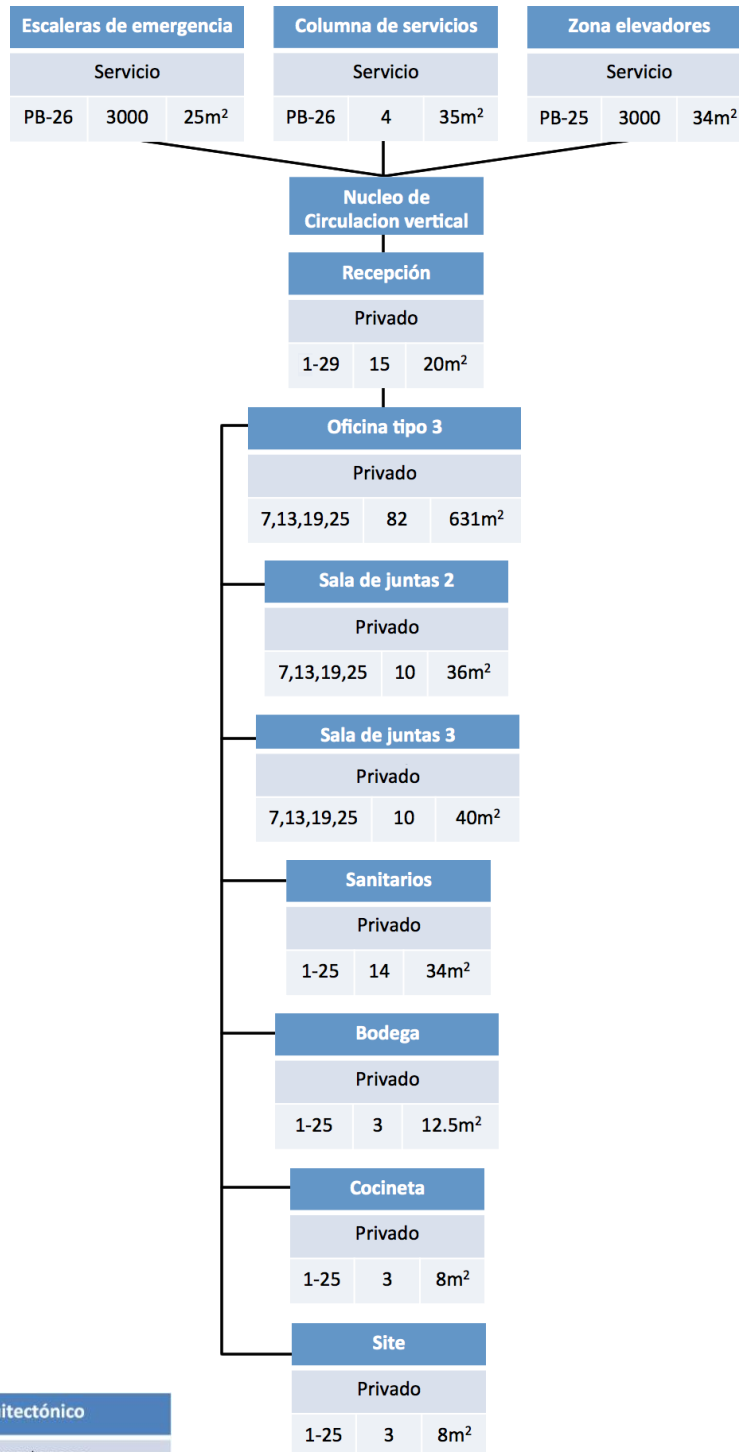 Escaleras de emergencia
Servicio
PB-26 3000 25m²
Columna de servicios
Servicio
PB-26 4 35m²
Zona elevadores
Servicio
PB-25 3000 34m²
Nucleo de
Circulacion vertical
Recepción
Privado
1-29 15 20m²
Oficina tipo 3
Privado
7,13,19,25 82 631m²
Sala de juntas 2
Privado
7,13,19,25 10 36m²
Sala de juntas 3
Privado
7,13,19,25 10 40m²
Sanitarios
Privado
1-25 14 34m²
Bodega
Privado
1-25 3 12.5m²
Cocineta
Privado
1-25 3 8m²
Site
Privado
1-25 3 8m²
itectónico